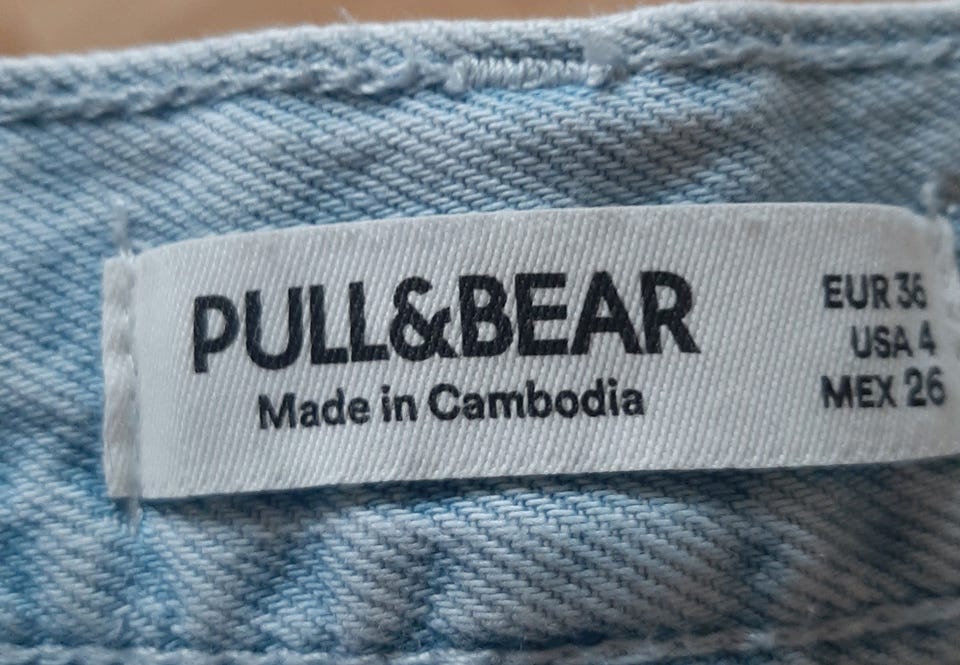 PULL&BEAR
Made in Cambodia
EUR 36
USA 4
MEX 26